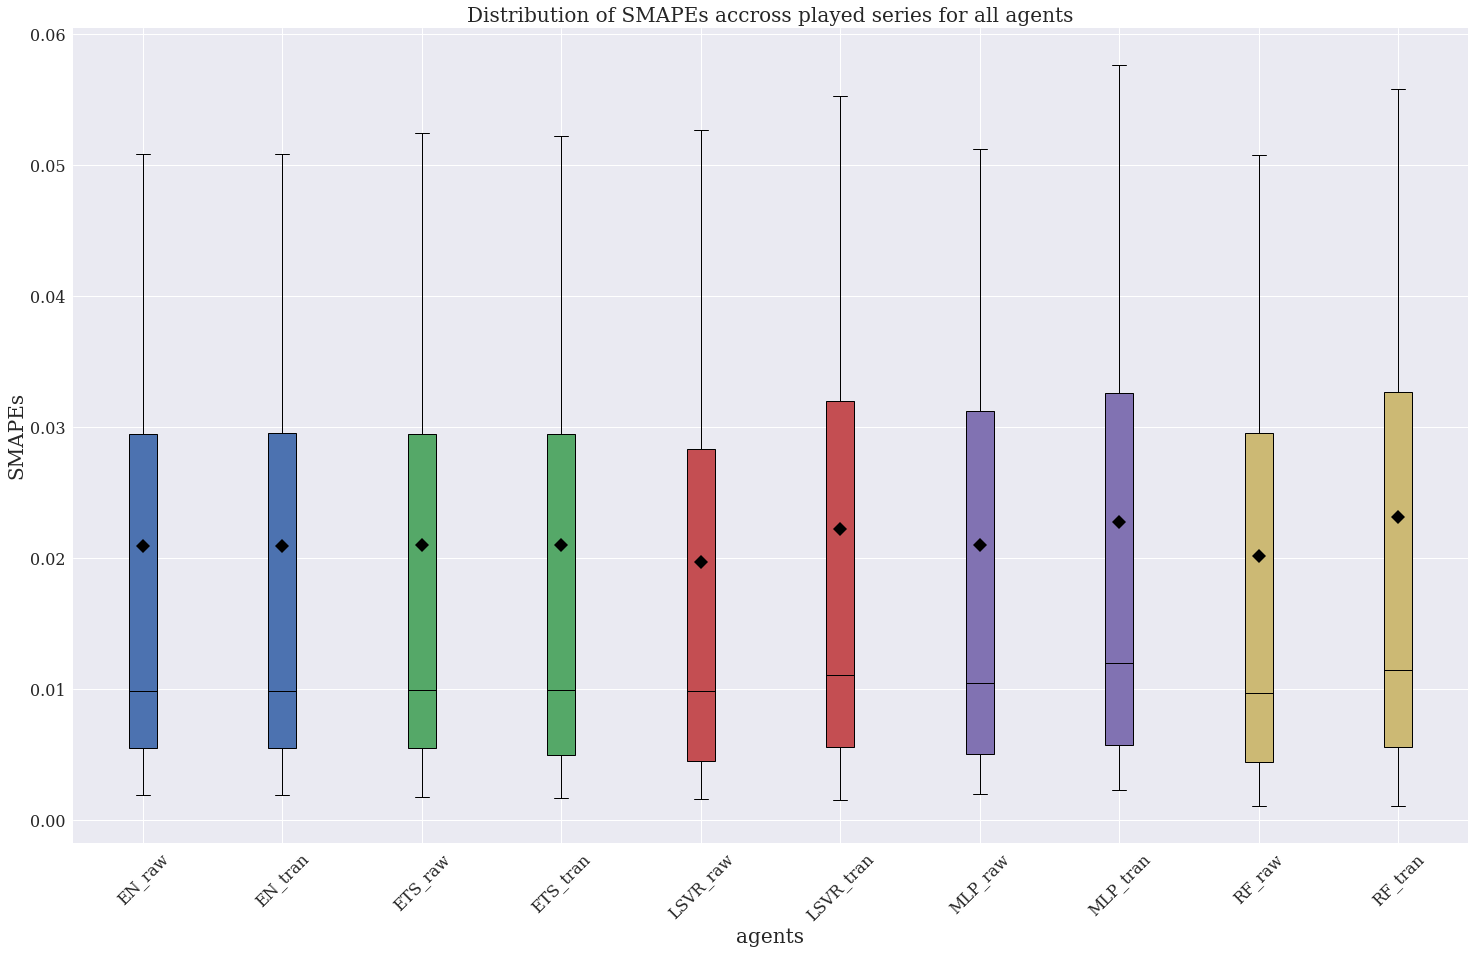 Distribution of SMAPEs accross played series for all agents
0.06
0.05
0.04
0.03
0.02
0.01
0.00
SMAPEs
EN_raw
EN_tran
ETS_raw
ETS_tran
LSVR_raw
LSVR_tran
MLP_raw
MLP_tran
RF_raw
RF_tran
agents